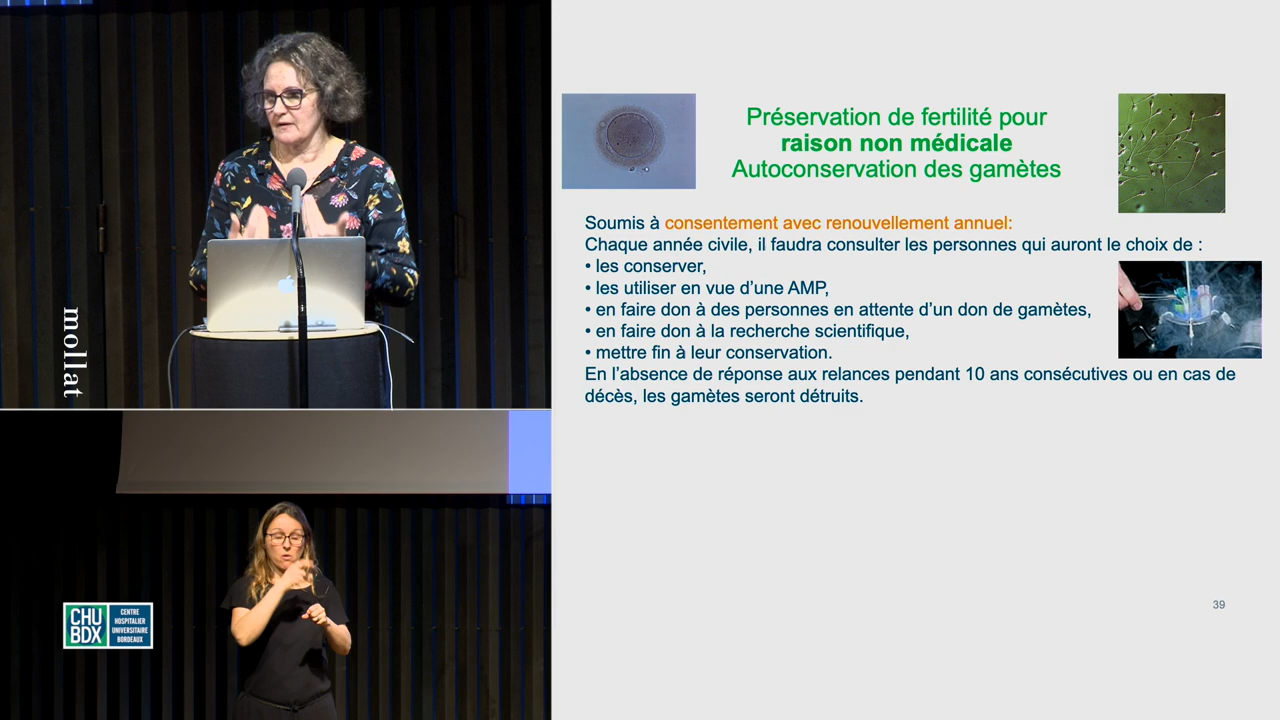 mollat
CHU
BDX
CENTRE
HOSPITALIER
UNIVERSITAIRE
BORDEAUX
Préservation de fertilité pour
raison non médicale
Autoconservation des gamètes
Soumis à consentement avec renouvellement annuel:
Chaque année civile, il faudra consulter les personnes qui auront le choix de :
• les conserver,
• les utiliser en vue d’une AMP,
• en faire don à des personnes en attente d’un don de gamètes,
• en faire don à la recherche scientifique,
• mettre fin à leur conservation.
En l’absence de réponse aux relances pendant 10 ans consécutives ou en cas de
décès, les gamètes seront détruits.
39